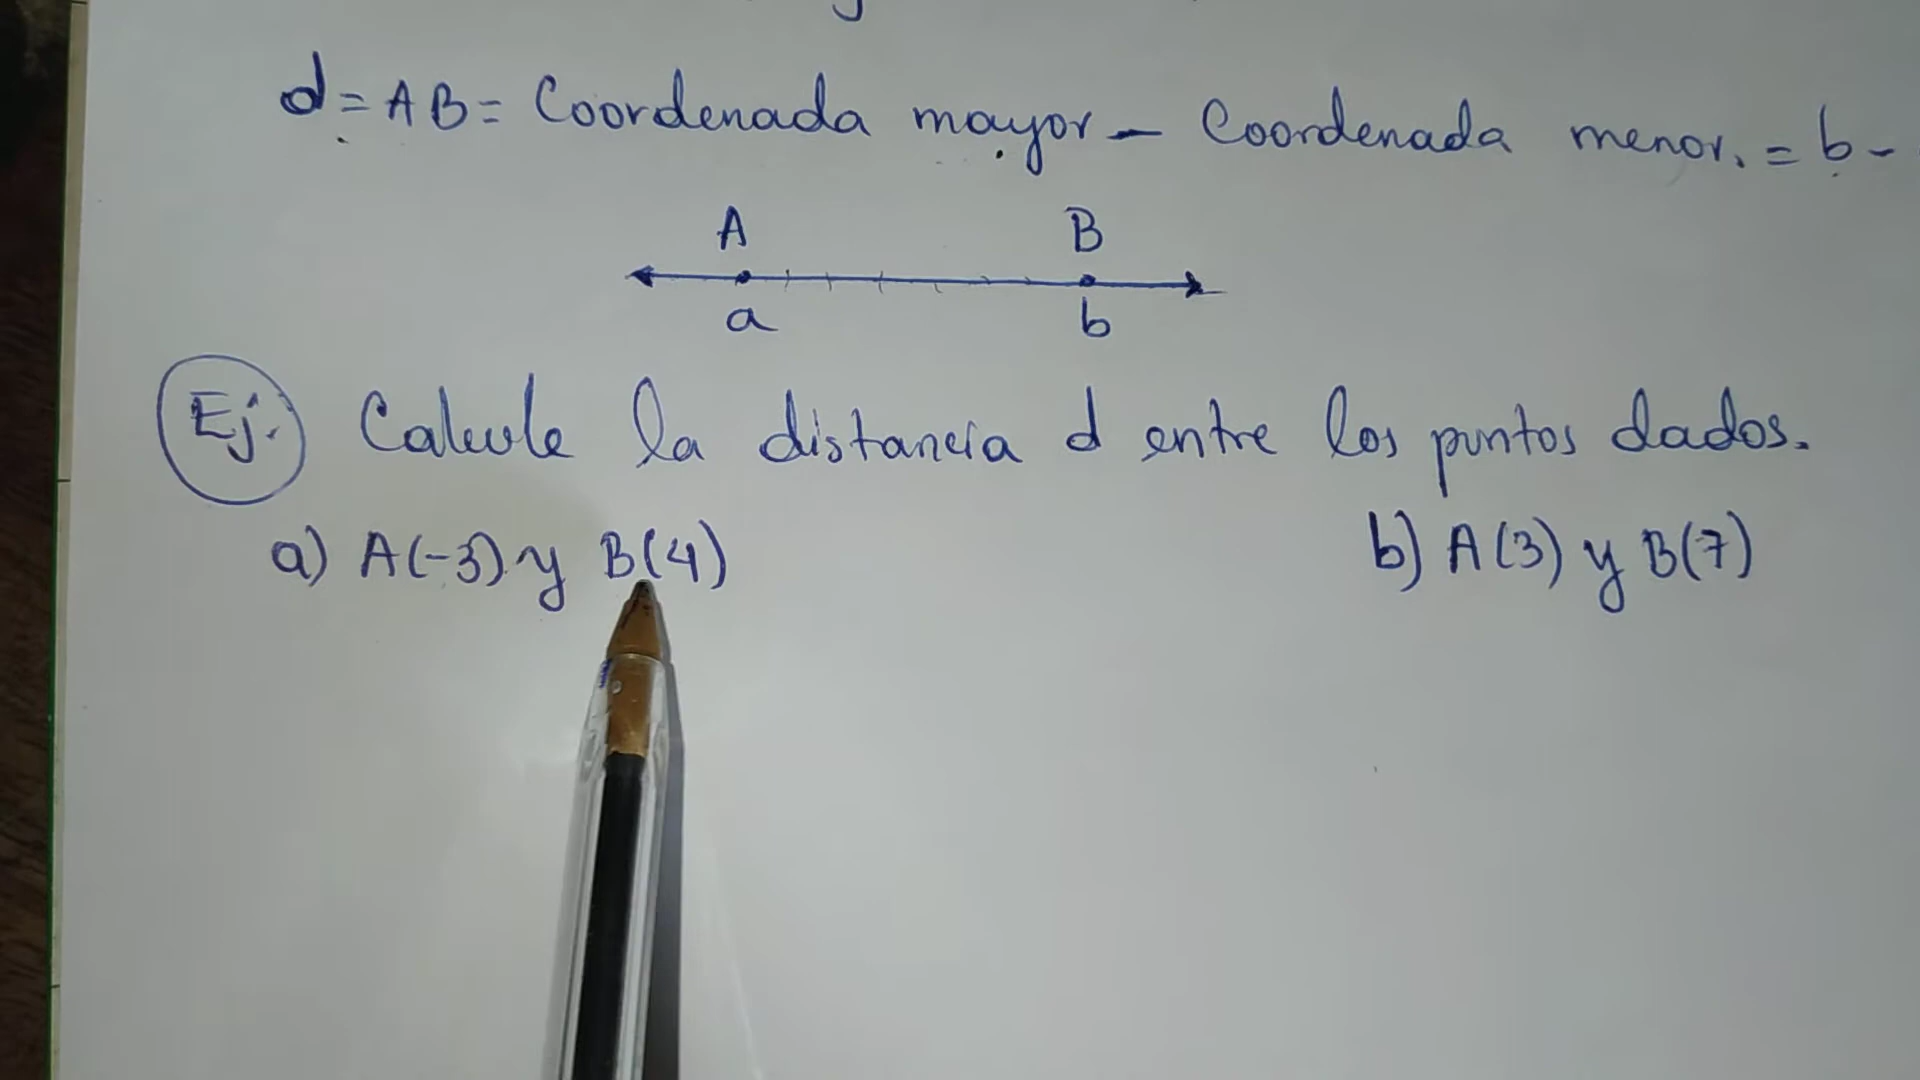 d = AB = Coordenada mayor - Coordenada menor. = b -
A B
a b
Ej. Calcule la distancia d entre los puntos dados.
a) A(-3) y B(4) b) A(3) y B(7)